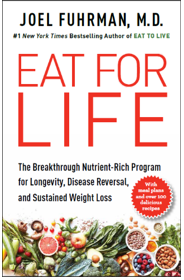 JOEL FUHRMAN, M.D.
#1 New York Times Bestselling Author of EAT TO LIVE
EAT FOR
LIFE
The Breakthrough Nutrient-Rich Program
for Longevity, Disease Reversal,
and Sustained Weight Loss
With
meal plans
and over 100
delicious
recipes